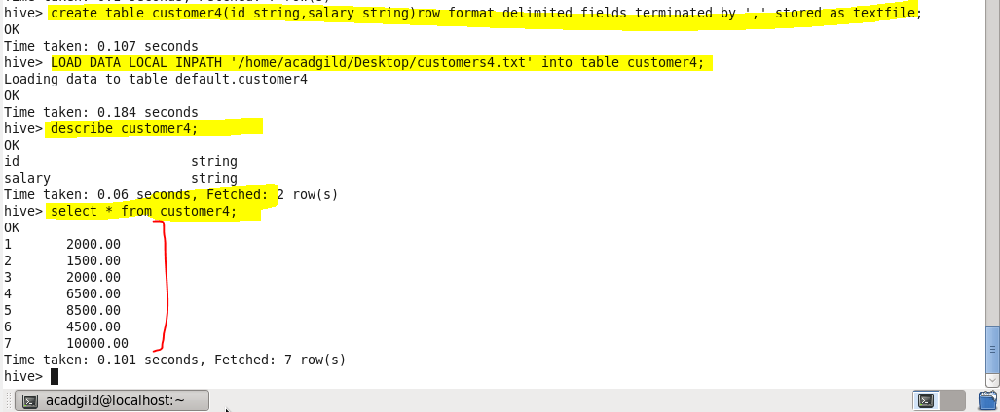 hive> create table customer4(id string,salary string)row format delimited fields terminated by ',' stored as textfile;
OK
Time taken: 0.107 seconds
hive> LOAD DATA LOCAL INPATH '/home/acadgild/Desktop/customers4.txt' into table customer4;
Loading data to table default.customer4
OK
Time taken: 0.184 seconds
hive> describe customer4;
OK
id string
salary string
Time taken: 0.06 seconds, Fetched: 2 row(s)
hive> select * from customer4;
OK
1 2000.00
2 1500.00
3 2000.00
4 6500.00
5 8500.00
6 4500.00
7 10000.00
Time taken: 0.101 seconds, Fetched: 7 row(s)
hive>
acadgild@localhost:~